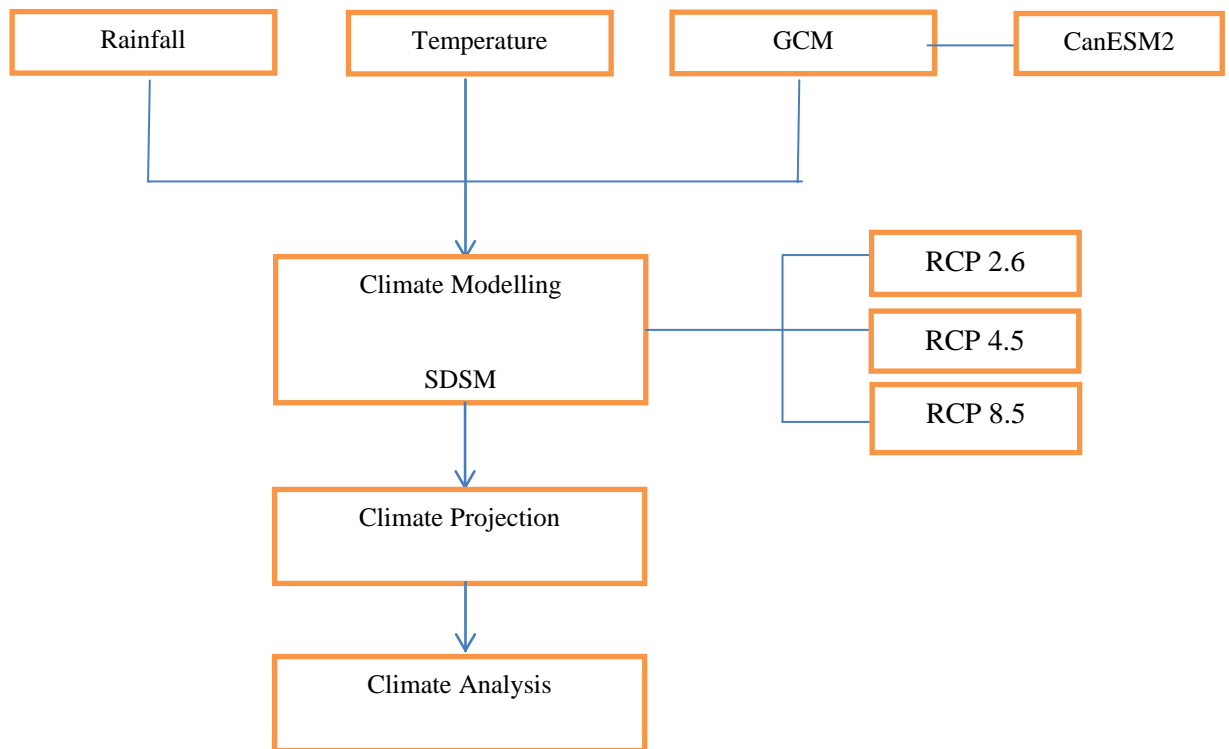 Rainfall
Temperature
GCM
CanESM2
Climate Modelling
SDSM
RCP 2.6
RCP 4.5
RCP 8.5
Climate Projection
Climate Analysis